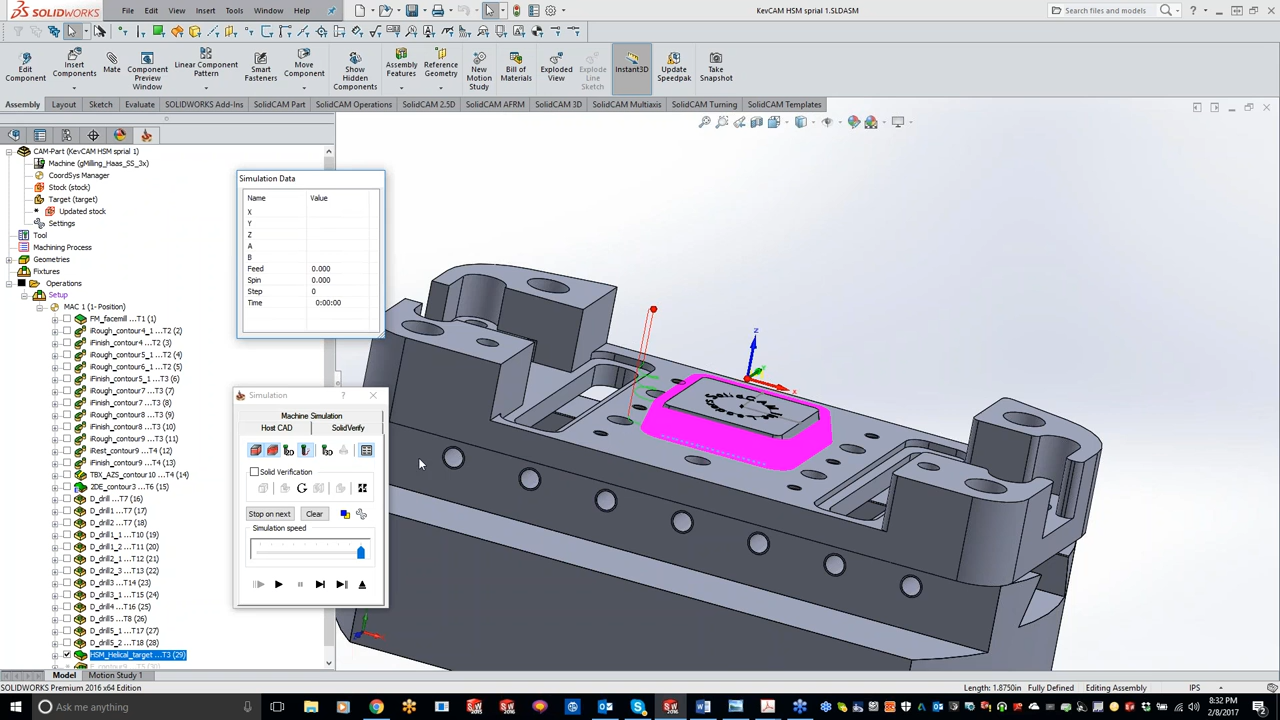 SOLIDWORKS
File Edit View Insert Tools Window Help
KevCAM HSM sprial 1.SLDASM
Search files and models
Edit Component
Insert Components
Mate
Component Preview Window
Linear Component Pattern
Smart Fasteners
Move Component
Show Hidden Components
Assembly Features
Reference Geometry
New Motion Study
Bill of Materials
Exploded View
Explode Line Sketch
Instant3D
Update Speedpak
Take Snapshot
Assembly Layout Sketch Evaluate SOLIDWORKS Add-Ins SolidCAM Part SolidCAM Operations SolidCAM 2.5D SolidCAM AFRM SolidCAM 3D SolidCAM Multiaxis SolidCAM Turning SolidCAM Templates
CAM-Part (KevCAM HSM sprial 1)
Machine (gMilling_Haas_SS_3x)
CoordSys Manager
Stock (stock)
Target (target)
Updated stock
Settings
Tool
Machining Process
Geometries
Fixtures
Operations
Setup
MAC 1 (1- Position)
FM_facemill ...T1 (1)
iRough_contour4_1 ...T2 (2)
iFinish_contour4 ...T2 (3)
iRough_contour5_1 ...T2 (4)
iRough_contour6 ...T2 (5)
iFinish_contour5_1 ...T3 (6)
iRough_contour7 ...T3 (7)
iFinish_contour7 ...T3 (8)
iRough_contour8 ...T3 (9)
iFinish_contour8 ...T3 (10)
iRough_contour9 ...T3 (11)
iRest_contour9 ...T4 (12)
iFinish_contour9 ...T4 (13)
TBX_AZS_contour10 ...T4 (14)
2DE_contour3 ...T6 (15)
D_drill ...T7 (16)
D_drill1 ...T7 (17)
D_drill2 ...T7 (18)
D_drill1_1 ...T10 (19)
D_drill1_2 ...T11 (20)
D_drill2_1 ...T12 (21)
D_drill2_3 ...T13 (22)
D_drill3 ...T14 (23)
D_drill3_1 ...T15 (24)
D_drill4 ...T16 (25)
D_drill5 ...T8 (26)
D_drill5_1 ...T17 (27)
D_drill5_2 ...T18 (28)
HSM_Helical_target ...T3 (29)
Simulation Data
Name Value
X
Y
Z
A
B
Feed 0.000
Spin 0.000
Step 0
Time 0:00:00
Simulation
Machine Simulation
Host CAD SolidVerify
Solid Verification
Stop on next Clear
Simulation speed
Z
X
Model Motion Study 1
SOLIDWORKS Premium 2016 x64 Edition
Length: 1.8750in Fully Defined Editing Assembly IPS
Ask me anything
8:32 PM
2/8/2017